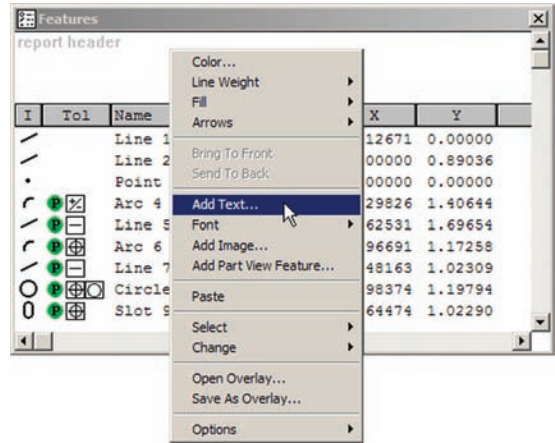 Features
report header
I Tol Name X Y
Line 1 12671 0.00000
Line 2 00000 0.89036
Point 00000 0.00000
P Arc 4 29826 1.40644
P Line 5 62531 1.69654
P Arc 6 96691 1.17258
P Line 7 48163 1.02309
P Circle 98374 1.19794
P Slot 9 64474 1.02290
Color...
Line Weight
Fill
Arrows
Bring To Front
Send To Back
Add Text...
Font
Add Image...
Add Part View Feature...
Paste
Select
Change
Open Overlay...
Save As Overlay...
Options